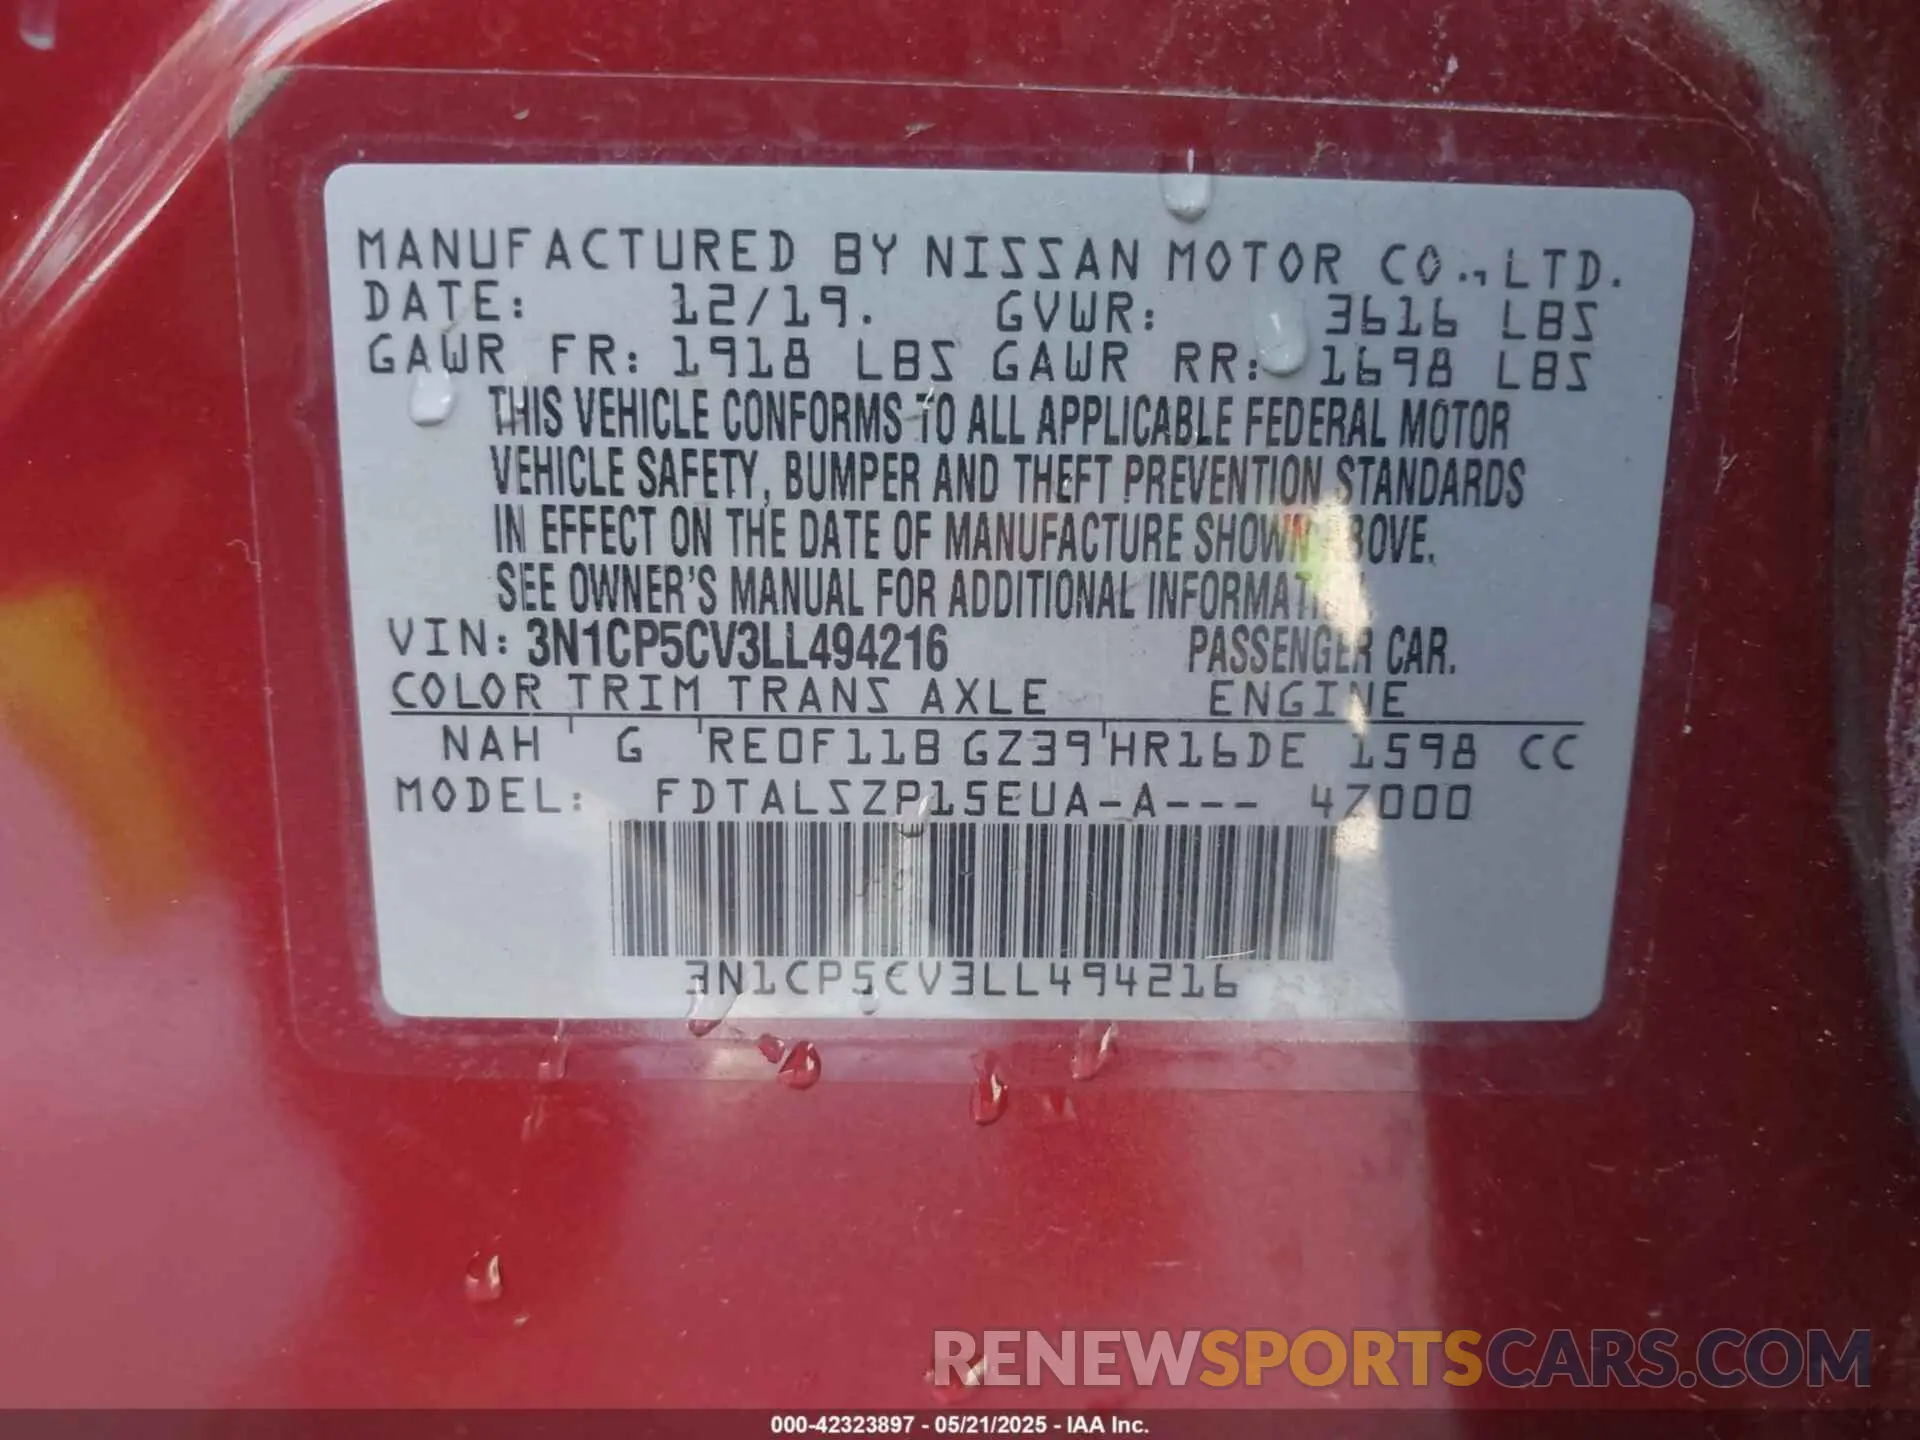 MANUFACTURED BY NISSAN MOTOR CO., LTD.
DATE: 12/19. GVWR: 3616 LBS
GAWR FR: 1918 LBS GAWR RR: 1698 LBS
THIS VEHICLE CONFORMS TO ALL APPLICABLE FEDERAL MOTOR
VEHICLE SAFETY, BUMPER AND THEFT PREVENTION STANDARDS
IN EFFECT ON THE DATE OF MANUFACTURE SHOWN ABOVE.
SEE OWNER'S MANUAL FOR ADDITIONAL INFORMATION.
VIN: 3N1CP5CV3LL494216 PASSENGER CAR.
COLOR TRIM TRANS AXLE ENGINE
NAH G RE0F11B GZ39 HR16DE 1598 CC
MODEL: FDTALSZP15EUA-A--- 4Z000
3N1CP5CV3LL494216
RENEWSPORTSCARS.COM
000-42323897 - 05/21/2025 - IAA Inc.